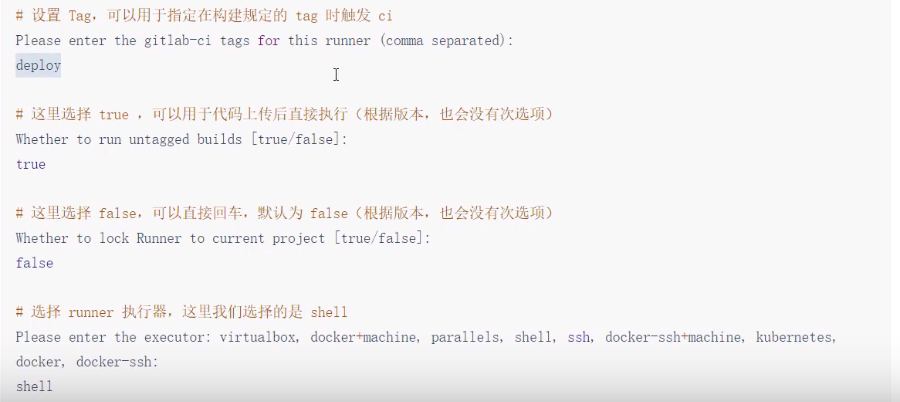 # 设置 Tag，可以用于指定在构建规定的 tag 时触发 ci
Please enter the gitlab-ci tags for this runner (comma separated):
deploy
# 这里选择 true ，可以用于代码上传后直接执行（根据版本，也会没有次选项）
Whether to run untagged builds [true/false]:
true
# 这里选择 false，可以直接回车，默认为 false（根据版本，也会没有次选项）
Whether to lock Runner to current project [true/false]:
false
# 选择 runner 执行器，这里我们选择的是 shell
Please enter the executor: virtualbox, docker+machine, parallels, shell, ssh, docker-ssh+machine, kubernetes,
docker, docker-ssh:
shell